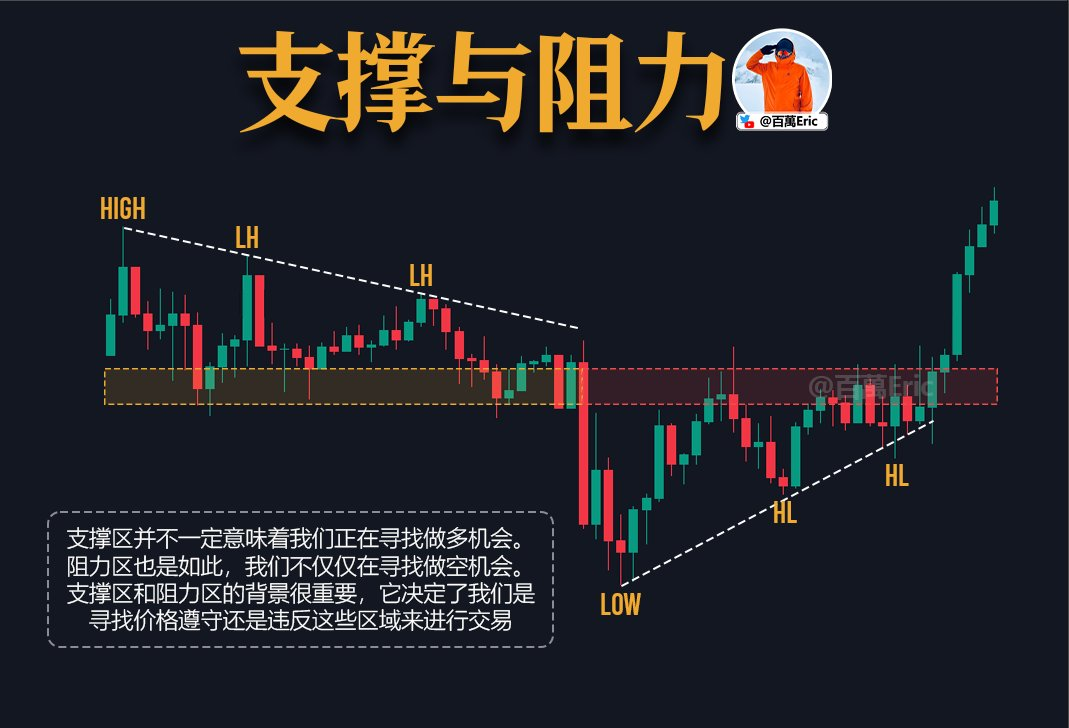 支撑与阻力
@百萬Eric
HIGH
LH
LH
@百萬Eric
HL
HL
LOW
支撑区并不一定意味着我们正在寻找做多机会。
阻力区也是如此，我们不仅仅在寻找做空机会。
支撑区和阻力区的背景很重要，它决定了我们是
寻找价格遵守还是违反这些区域来进行交易